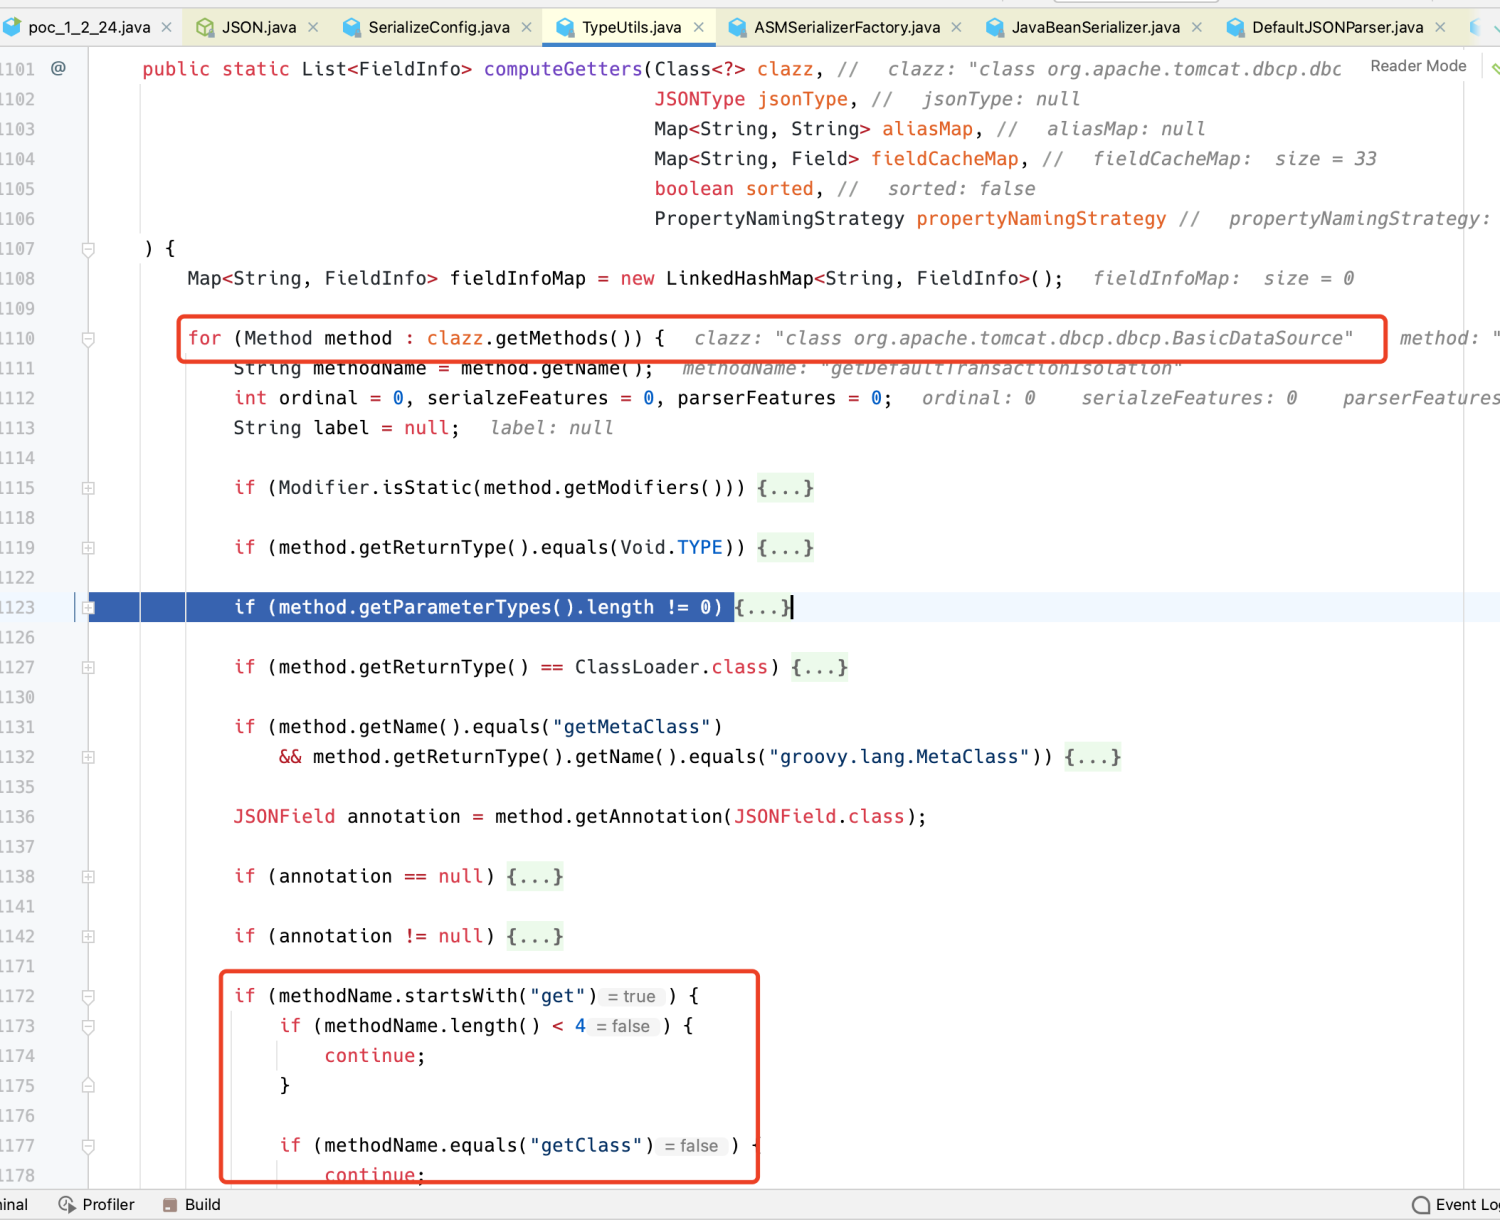 poc_1_2_24.java JSON.java SerializeConfig.java TypeUtils.java ASMSerializerFactory.java JavaBeanSerializer.java DefaultJSONParser.java
1101 @ public static List<FieldInfo> computeGetters(Class<?> clazz, // clazz: "class org.apache.tomcat.dbcp.dbc Reader Mode
1102 JSONType jsonType, // jsonType: null
1103 Map<String, String> aliasMap, // aliasMap: null
1104 Map<String, Field> fieldCacheMap, // fieldCacheMap: size = 33
1105 boolean sorted, // sorted: false
1106 PropertyNamingStrategy propertyNamingStrategy // propertyNamingStrategy:
1107 ) {
1108 Map<String, FieldInfo> fieldInfoMap = new LinkedHashMap<String, FieldInfo>(); fieldInfoMap: size = 0
1109
1110 for (Method method : clazz.getMethods()) { clazz: "class org.apache.tomcat.dbcp.dbcp.BasicDataSource" method: "
1111 String methodName = method.getName(); methodName: "getDefaultTransactionIsolation"
1112 int ordinal = 0, serialzeFeatures = 0, parserFeatures = 0; ordinal: 0 serialzeFeatures: 0 parserFeatures
1113 String label = null; label: null
1114
1115 if (Modifier.isStatic(method.getModifiers())) {...}
1118
1119 if (method.getReturnType().equals(Void.TYPE)) {...}
1122
1123 if (method.getParameterTypes().length != 0) {...}
1126
1127 if (method.getReturnType() == ClassLoader.class) {...}
1130
1131 if (method.getName().equals("getMetaClass")
1132 && method.getReturnType().getName().equals("groovy.lang.MetaClass")) {...}
1135
1136 JSONField annotation = method.getAnnotation(JSONField.class);
1137
1138 if (annotation == null) {...}
1141
1142 if (annotation != null) {...}
1171
1172 if (methodName.startsWith("get") = true ) {
1173 if (methodName.length() < 4 = false ) {
1174 continue;
1175 }
1176
1177 if (methodName.equals("getClass") = false ) {
1178 continue;
inal Profiler Build Event Log